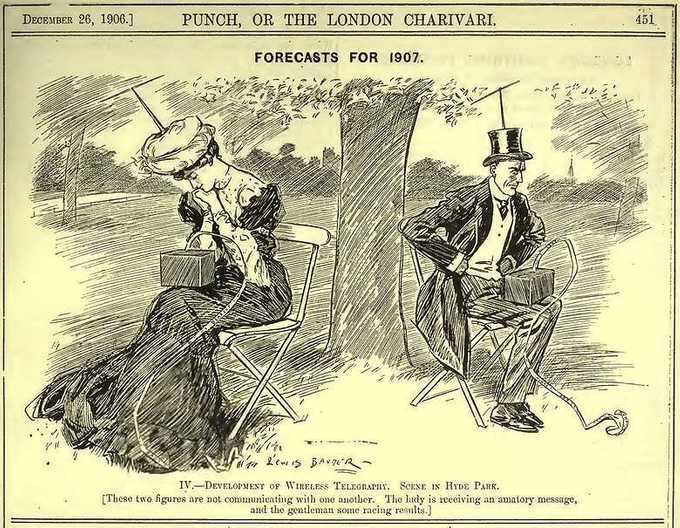 DECEMBER 26, 1906.] PUNCH, OR THE LONDON CHARIVARI. 451
FORECASTS FOR 1907.
LEWIS BAUMER
IV.—DEVELOPMENT OF WIRELESS TELEGRAPHY. SCENE IN HYDE PARK.
[These two figures are not communicating with one another. The lady is receiving an amatory message,
and the gentleman some racing results.]